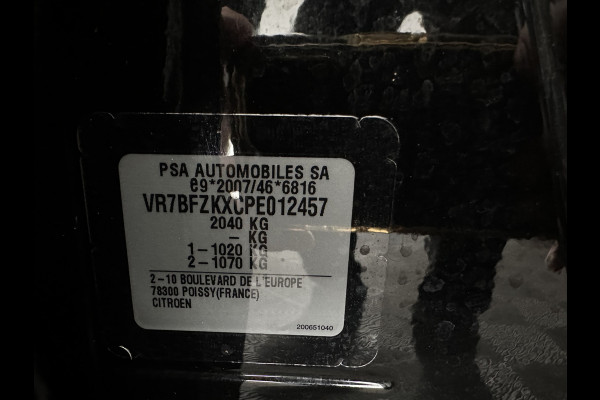 PSA AUTOMOBILES SA
e9*2007/46*6816
VR7BFZKXCPE012457
2040 KG
– KG
1–1020 KG
2–1070 KG
2–10 BOULEVARD DE L'EUROPE
78300 POISSY(FRANCE)
CITROEN
200651040